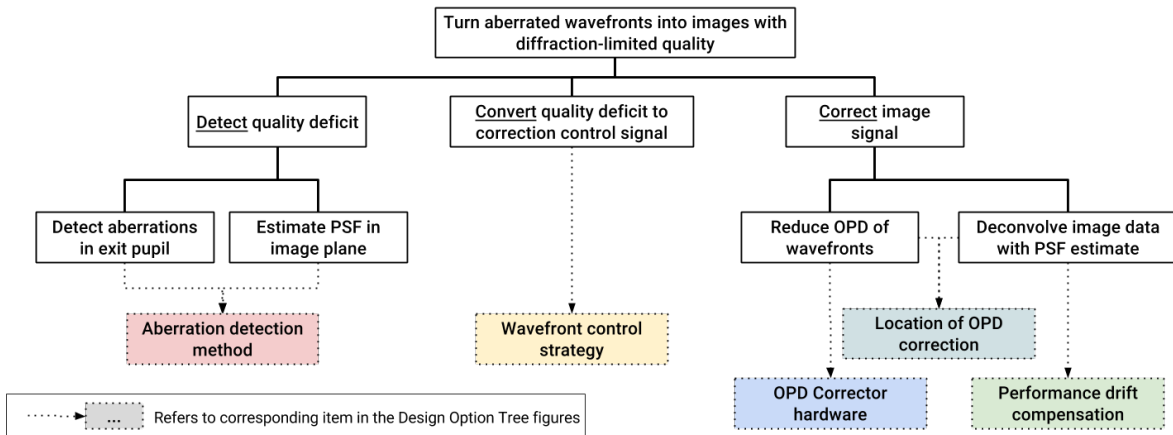 Turn aberrated wavefronts into images with
diffraction-limited quality
Detect quality deficit
Convert quality deficit to
correction control signal
Correct image
signal
Detect aberrations
in exit pupil
Estimate PSF in
image plane
Reduce OPD of
wavefronts
Deconvolve image data
with PSF estimate
Aberration detection
method
Wavefront control
strategy
Location of OPD
correction
OPD Corrector
hardware
Performance drift
compensation
...
Refers to corresponding item in the Design Option Tree figures